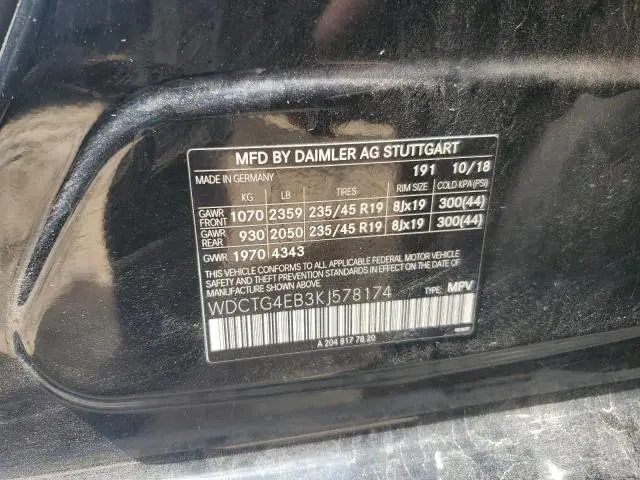 MFD BY DAIMLER AG STUTTGART
MADE IN GERMANY 191 10/18
KG LB TIRES RIM SIZE COLD KPA(PSI)
GAWR FRONT 1070 2359 235/45 R19 8Jx19 300(44)
GAWR REAR 930 2050 235/45 R19 8Jx19 300(44)
GVWR 1970 4343
THIS VEHICLE CONFORMS TO ALL APPLICABLE FEDERAL MOTOR VEHICLE
SAFETY AND THEFT PREVENTION STANDARDS IN EFFECT ON THE DATE OF
MANUFACTURE SHOWN ABOVE.
WDCTG4EB3KJ578174 TYPE: MPV
A 204 817 78 20